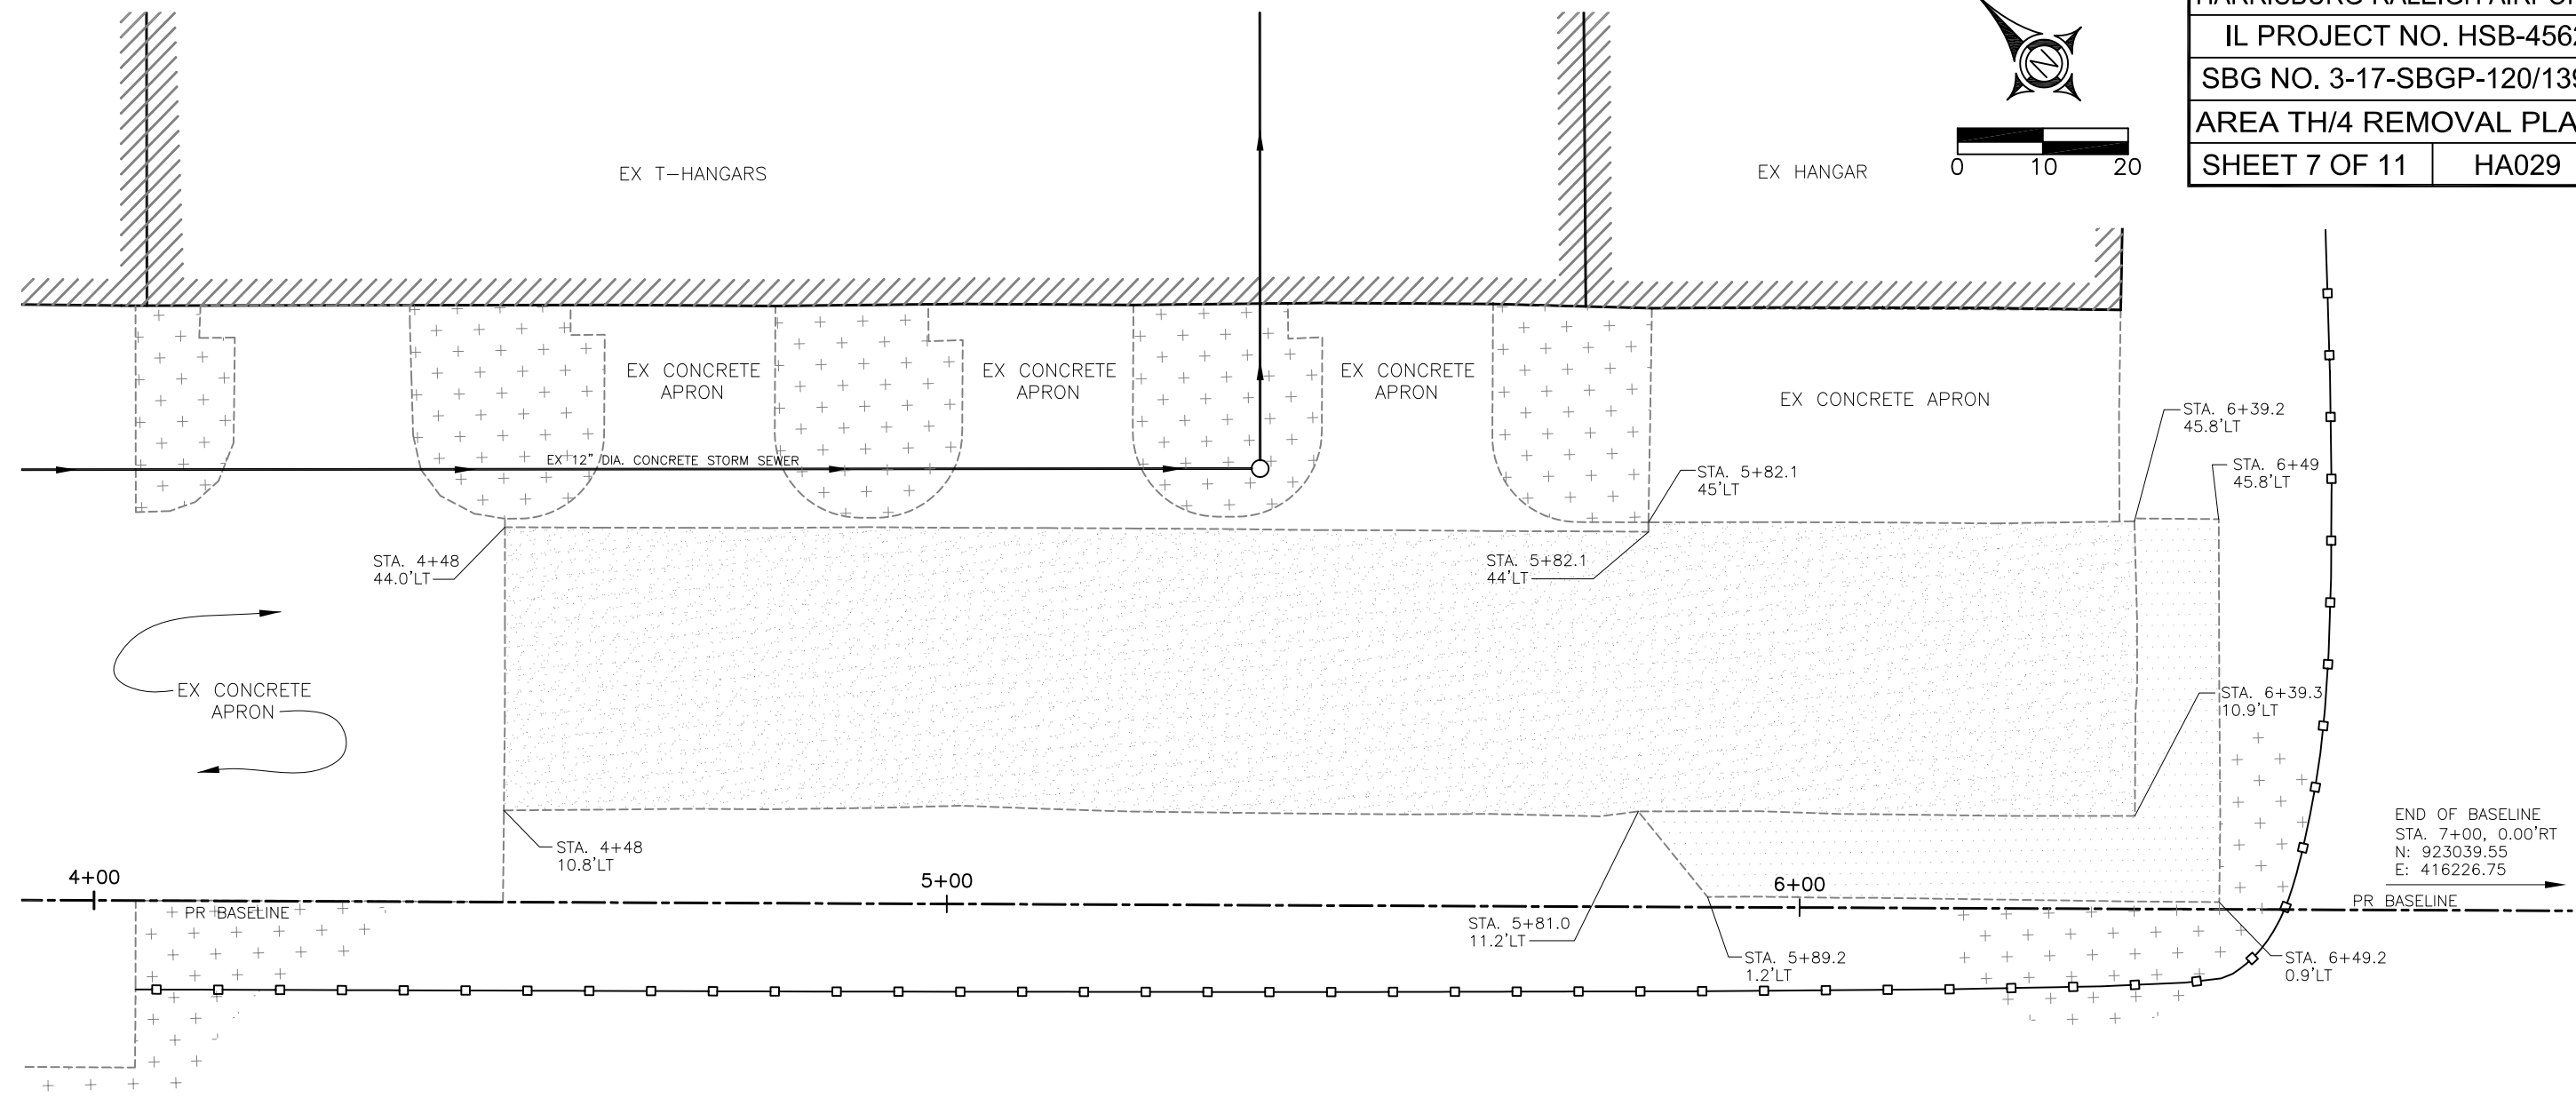 IL PROJECT NO. HSB-456
SBG NO. 3-17-SBGP-120/13
AREA TH/4 REMOVAL PLA
SHEET 7 OF 11
HA029
N
0 10 20
EX T-HANGARS
EX HANGAR
EX CONCRETE
APRON
EX CONCRETE
APRON
EX CONCRETE
APRON
EX CONCRETE APRON
STA. 6+39.2
45.8'LT
STA. 6+49
45.8'LT
EX 12" DIA. CONCRETE STORM SEWER
STA. 5+82.1
45'LT
STA. 4+48
44.0'LT
STA. 5+82.1
44'LT
EX CONCRETE
APRON
STA. 6+39.3
10.9'LT
STA. 4+48
10.8'LT
END OF BASELINE
STA. 7+00, 0.00'RT
N: 923039.55
E: 416226.75
4+00
5+00
6+00
PR BASELINE
PR BASELINE
STA. 5+81.0
11.2'LT
STA. 5+89.2
1.2'LT
STA. 6+49.2
0.9'LT